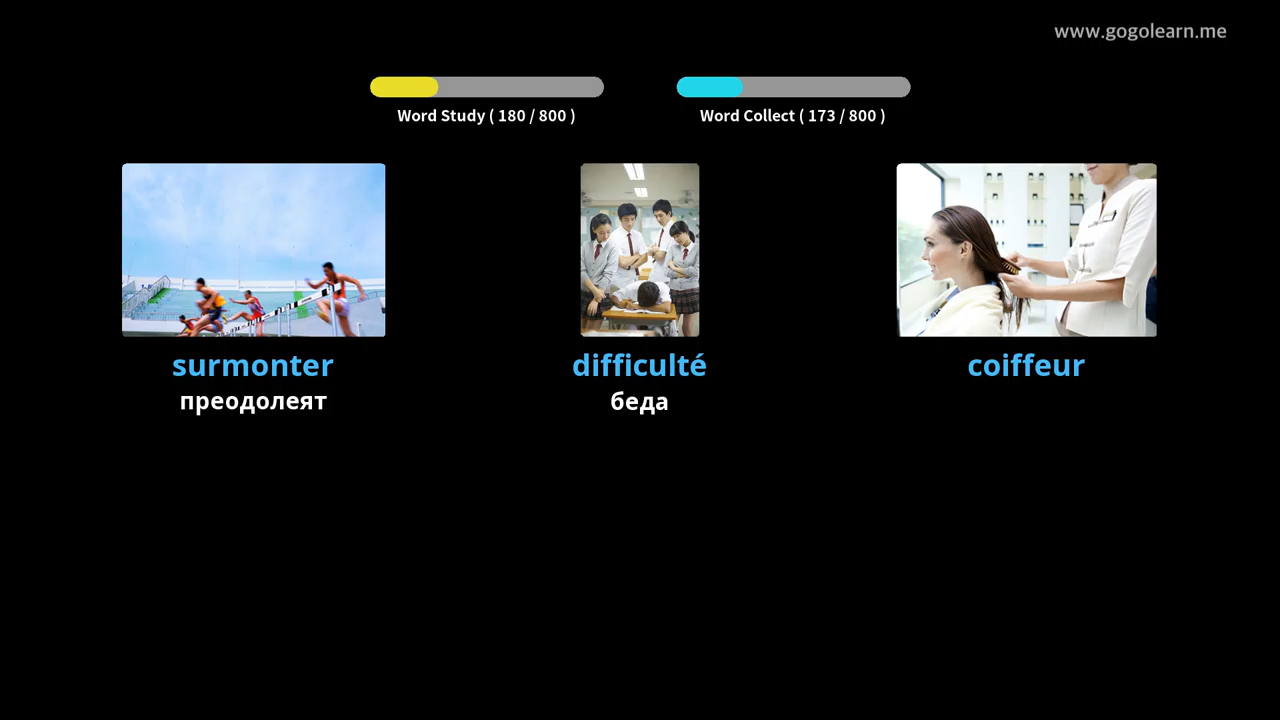 www.gogolearn.me
Word Study ( 180 / 800 )
Word Collect ( 173 / 800 )
surmonter
преодолеят
difficulté
беда
coiffeur